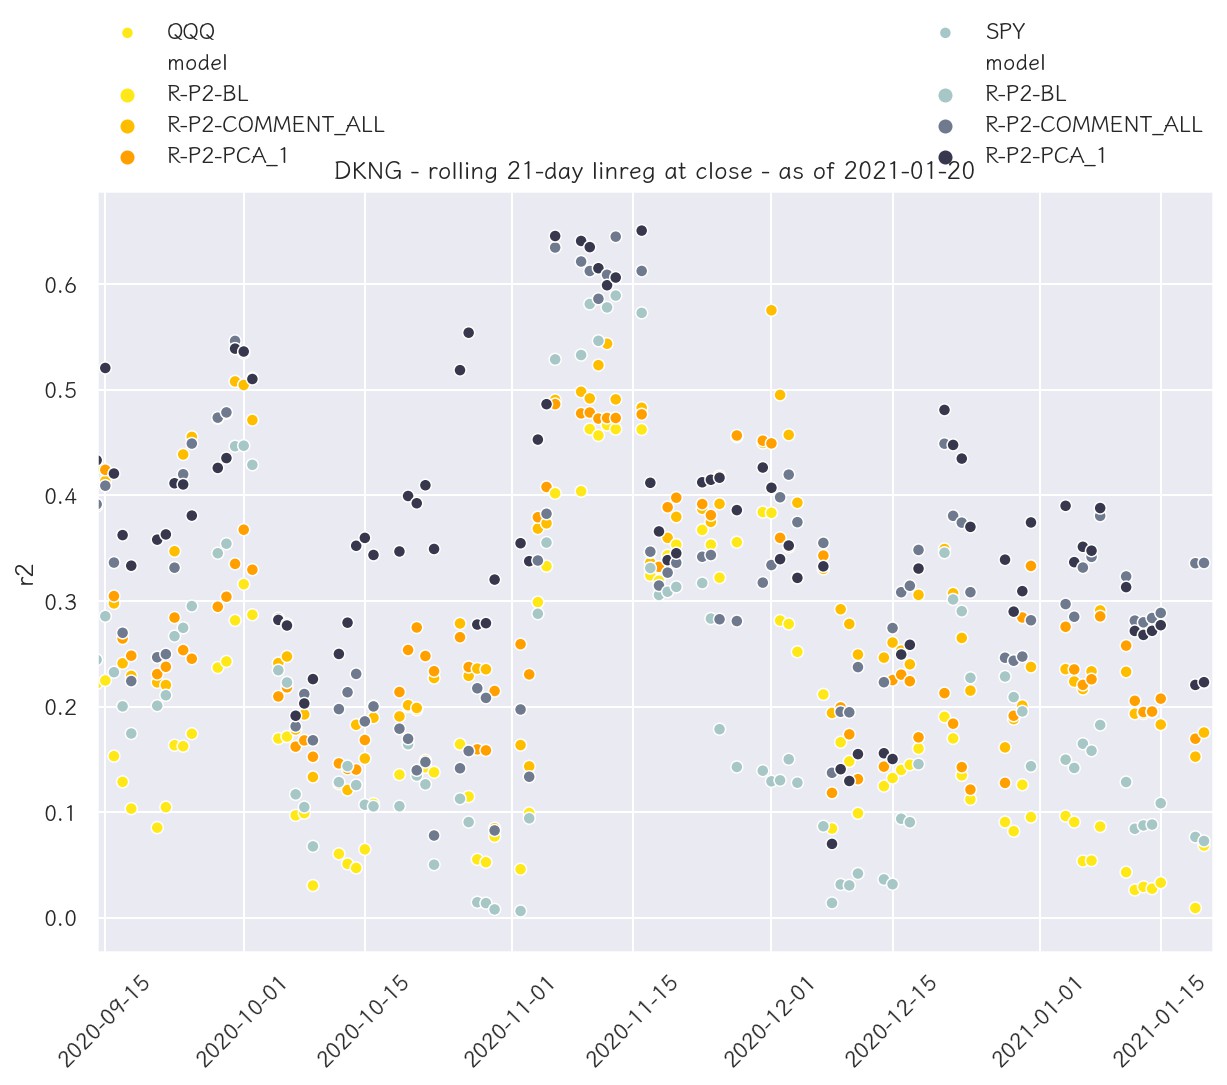 QQQ
model
R-P2-BL
R-P2-COMMENT_ALL
R-P2-PCA_1
SPY
model
R-P2-BL
R-P2-COMMENT_ALL
R-P2-PCA_1
DKNG - rolling 21-day linreg at close - as of 2021-01-20
r2
0.6
0.5
0.4
0.3
0.2
0.1
0.0
2020-09-15
2020-10-01
2020-10-15
2020-11-01
2020-11-15
2020-12-01
2020-12-15
2021-01-01
2021-01-15